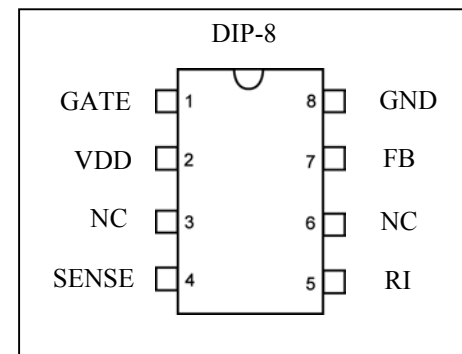 DIP-8
GATE 1 8 GND
VDD 2 7 FB
NC 3 6 NC
SENSE 4 5 RI